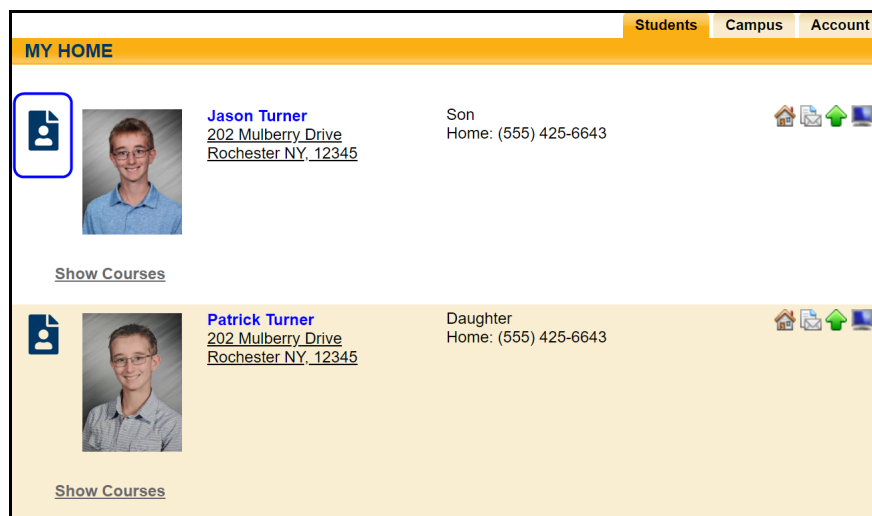 Students Campus Account
MY HOME
Jason Turner
202 Mulberry Drive
Rochester NY, 12345
Son
Home: (555) 425-6643
Show Courses
Patrick Turner
202 Mulberry Drive
Rochester NY, 12345
Daughter
Home: (555) 425-6643
Show Courses